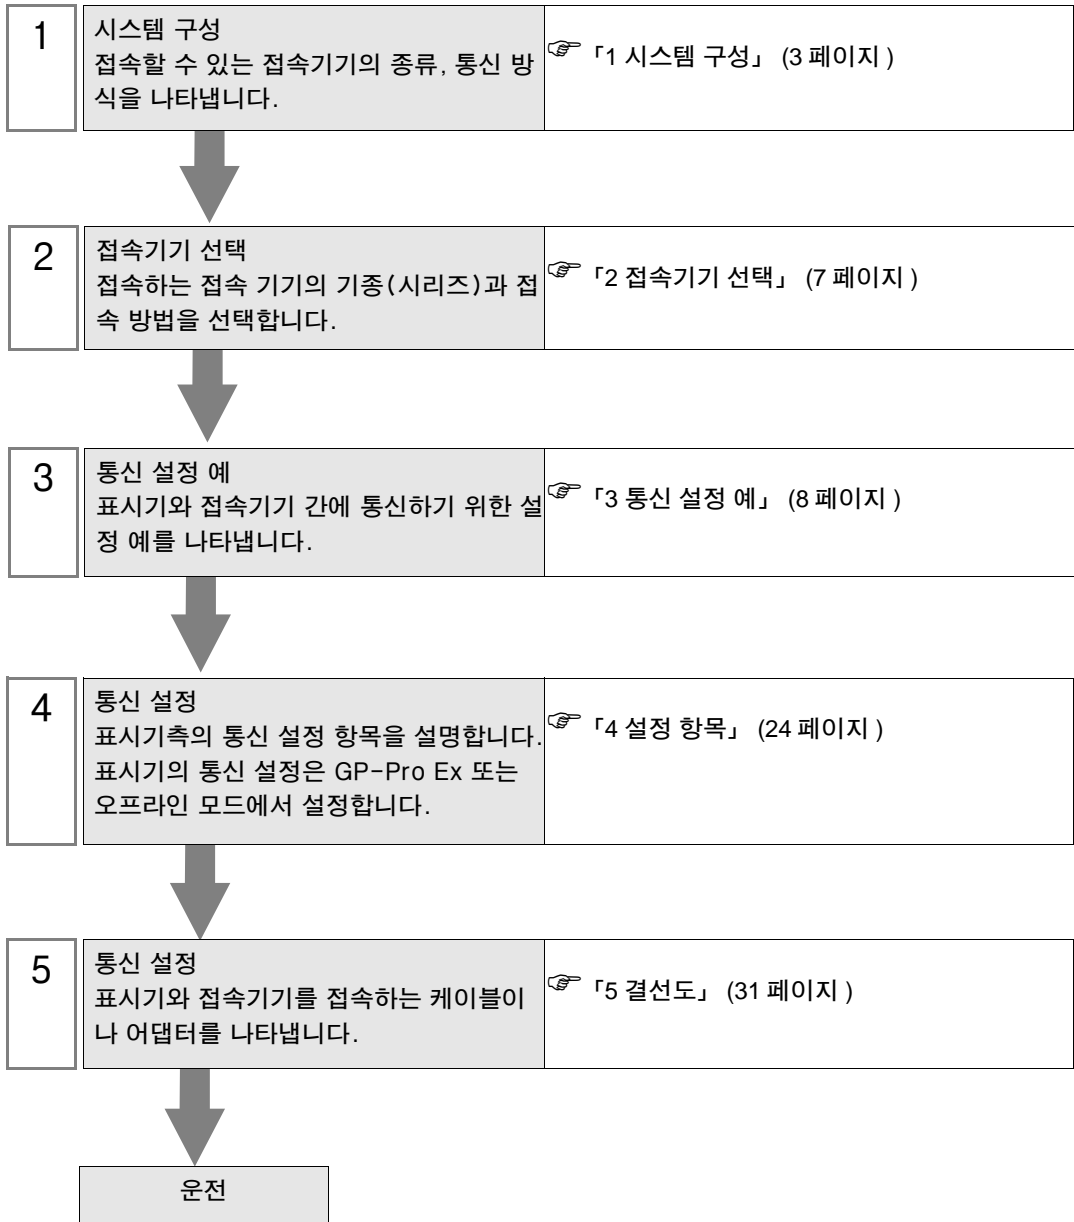 1
시스템 구성
접속할 수 있는 접속기기의 종류, 통신 방
식을 나타냅니다.
☞ 「1 시스템 구성」 (3 페이지 )
2
접속기기 선택
접속하는 접속 기기의 기종(시리즈)과 접
속 방법을 선택합니다.
☞ 「2 접속기기 선택」 (7 페이지 )
3
통신 설정 예
표시기와 접속기기 간에 통신하기 위한 설
정 예를 나타냅니다.
☞ 「3 통신 설정 예」 (8 페이지 )
4
통신 설정
표시기측의 통신 설정 항목을 설명합니다.
표시기의 통신 설정은 GP-Pro Ex 또는
오프라인 모드에서 설정합니다.
☞ 「4 설정 항목」 (24 페이지 )
5
통신 설정
표시기와 접속기기를 접속하는 케이블이
나 어댑터를 나타냅니다.
☞ 「5 결선도」 (31 페이지 )
운전